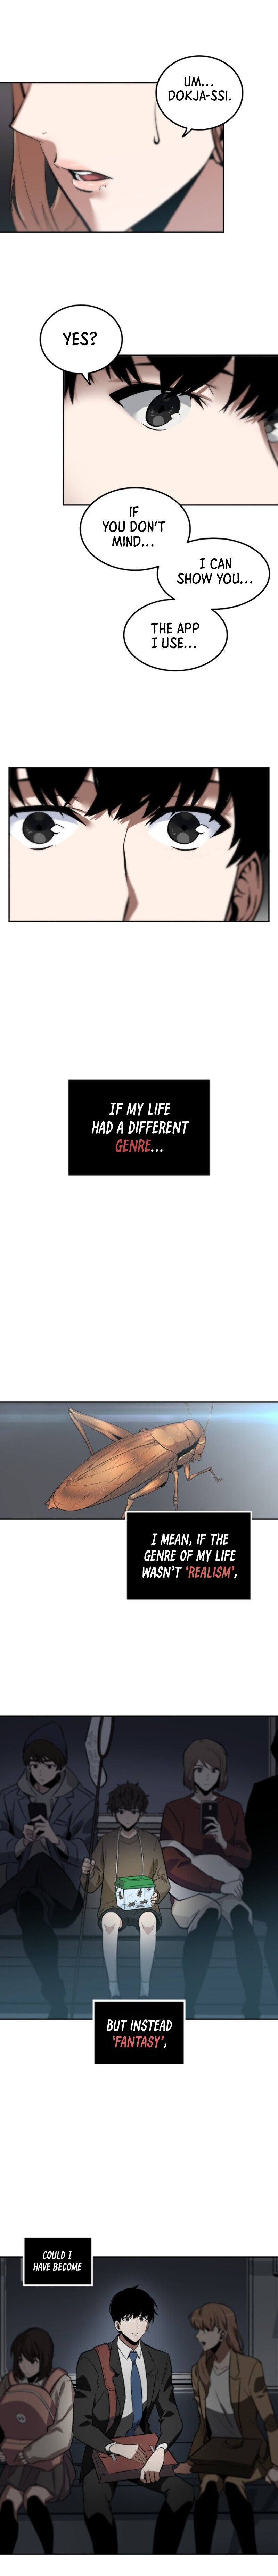 UM...
DOKJA-SSI.
YES?
IF
YOU DON'T
MIND...
I CAN
SHOW YOU...
THE APP
I USE...
IF MY LIFE
HAD A DIFFERENT
GENRE...
I MEAN, IF THE
GENRE OF MY LIFE
WASN'T 'REALISM',
BUT INSTEAD
'FANTASY',
COULD I
HAVE BECOME